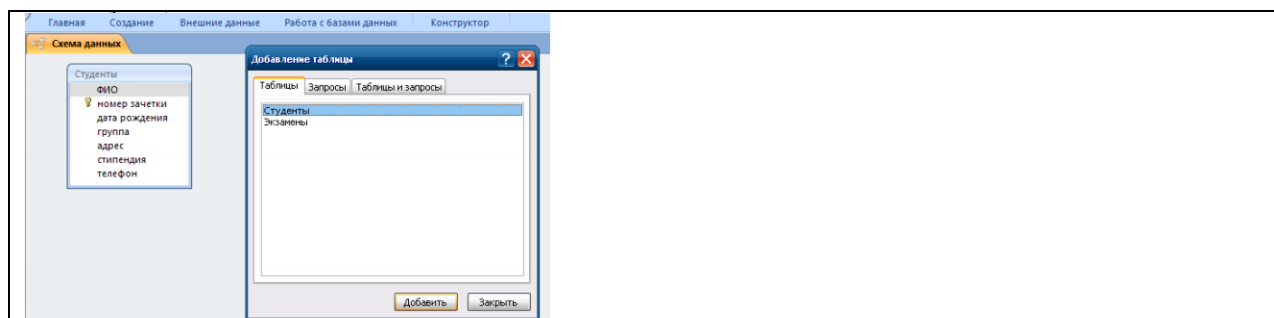 Главная Создание Внешние данные Работа с базами данных Конструктор
Схема данных
Добавление таблицы
Студенты
ФИО
номер зачетки
дата рождения
группа
адрес
стипендия
телефон
Таблицы Запросы Таблицы и запросы
Студенты
Экзамены
Добавить Закрыть